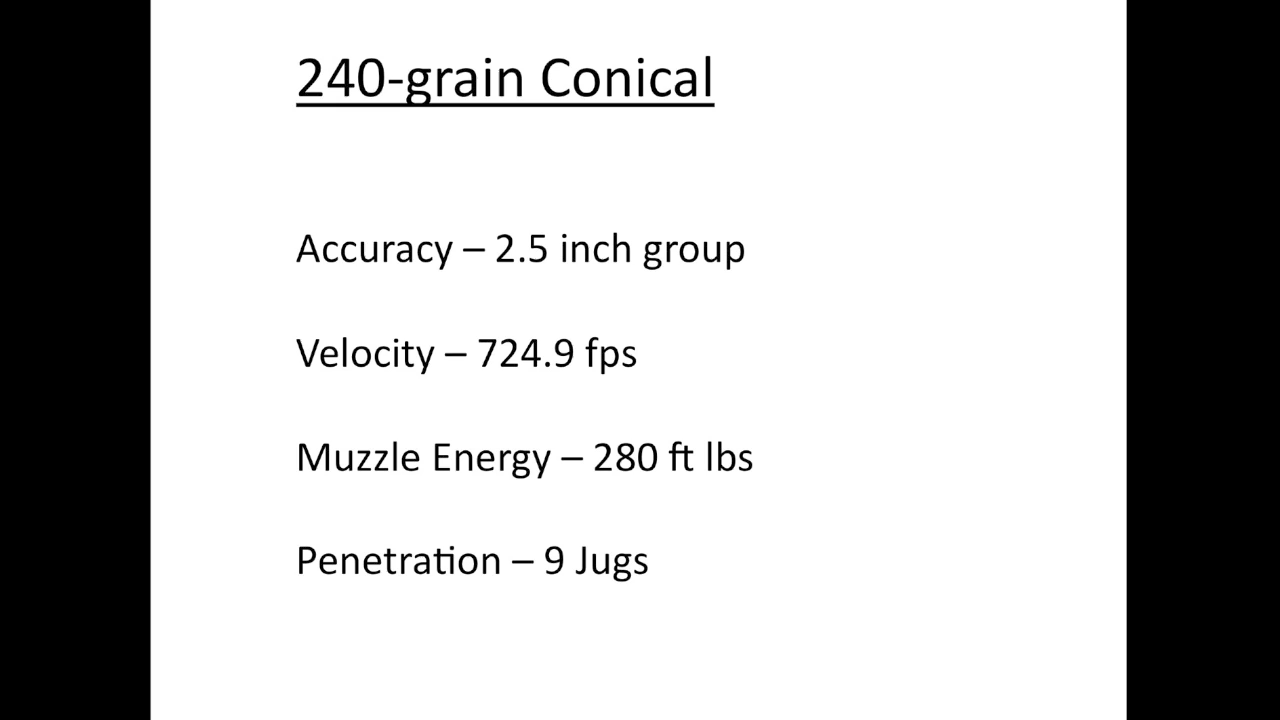 240-grain Conical
Accuracy – 2.5 inch group
Velocity – 724.9 fps
Muzzle Energy – 280 ft lbs
Penetration – 9 Jugs